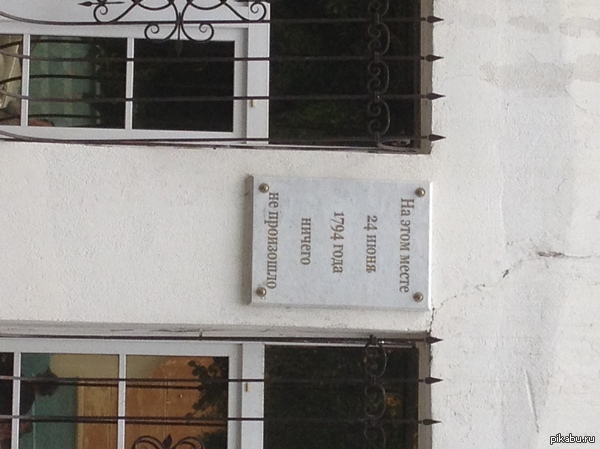 На этом месте
24 июня
1794 года
ничего
не произошло
pikabu.ru